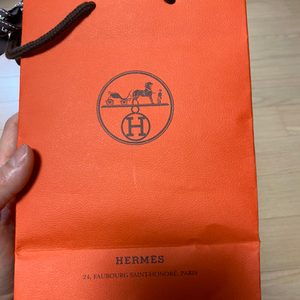 H
HERMES
24, FAUBOURG SAINT-HONORÉ, PARIS